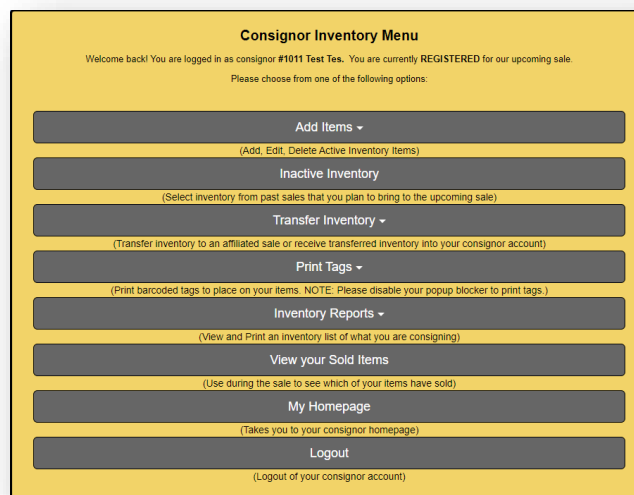 Consignor Inventory Menu
Welcome back! You are logged in as consignor #1011 Test Tes. You are currently REGISTERED for our upcoming sale.
Please choose from one of the following options:
Add Items
(Add, Edit, Delete Active Inventory Items)
Inactive Inventory
(Select inventory from past sales that you plan to bring to the upcoming sale)
Transfer Inventory
(Transfer inventory to an affiliated sale or receive transferred inventory into your consignor account)
Print Tags
(Print barcoded tags to place on your items. NOTE: Please disable your popup blocker to print tags.)
Inventory Reports
(View and Print an inventory list of what you are consigning)
View your Sold Items
(Use during the sale to see which of your items have sold)
My Homepage
(Takes you to your consignor homepage)
Logout
(Logout of your consignor account)